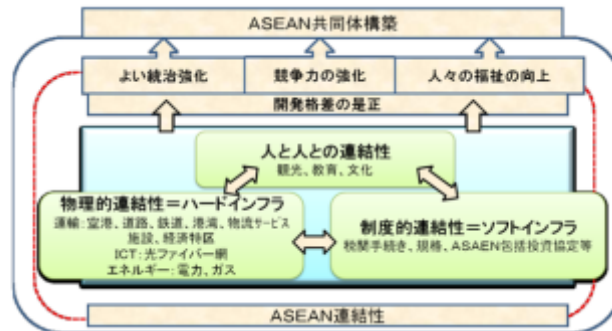 ASEAN共同体構築
よい統治強化
競争力の強化
人々の福祉の向上
開発格差の是正
人と人との連結性
観光、教育、文化
物理的連結性＝ハードインフラ
運輸：空港、道路、鉄道、港湾、物流サービス
施設、経済特区
ICT：光ファイバー網
エネルギー：電力、ガス
制度的連結性＝ソフトインフラ
税関手続き、規格、ASAEN包括投資協定等
ASEAN連結性